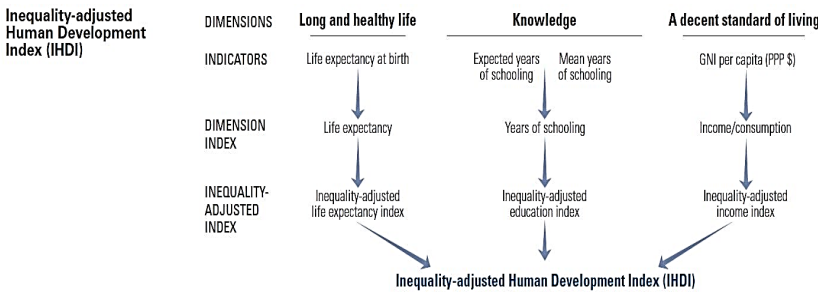 Inequality-adjusted
Human Development
Index (IHDI)
DIMENSIONS
Long and healthy life
Knowledge
A decent standard of living
INDICATORS
Life expectancy at birth
Expected years
of schooling
Mean years
of schooling
GNI per capita (PPP $)
DIMENSION
INDEX
Life expectancy
Years of schooling
Income/consumption
INEQUALITY-
ADJUSTED
INDEX
Inequality-adjusted
life expectancy index
Inequality-adjusted
education index
Inequality-adjusted
income index
Inequality-adjusted Human Development Index (IHDI)